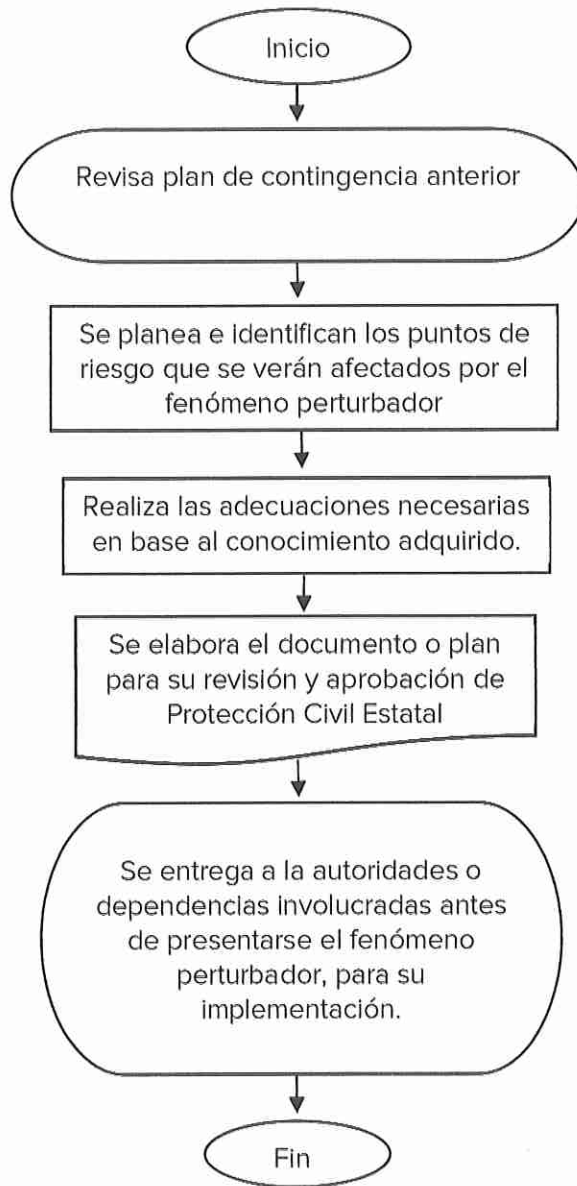 Inicio
Revisa plan de contingencia anterior
Se planea e identifican los puntos de
riesgo que se verán afectados por el
fenómeno perturbador
Realiza las adecuaciones necesarias
en base al conocimiento adquirido.
Se elabora el documento o plan
para su revisión y aprobación de
Protección Civil Estatal
Se entrega a la autoridades o
dependencias involucradas antes
de presentarse el fenómeno
perturbador, para su
implementación.
Fin